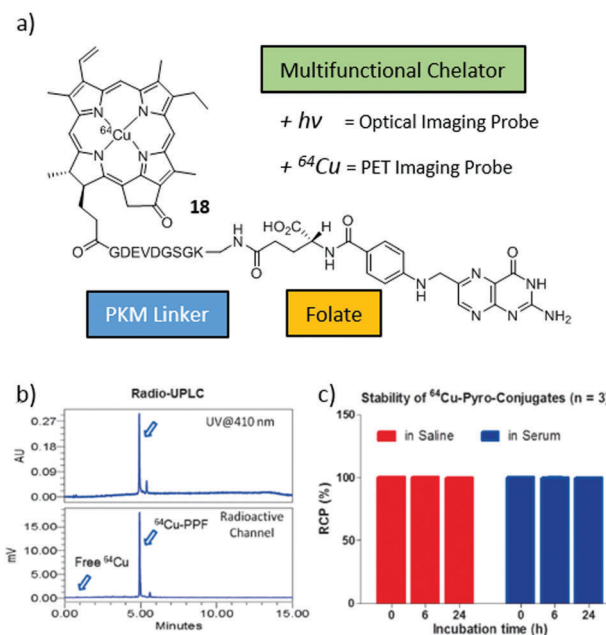 a)
Multifunctional Chelator
+ hν = Optical Imaging Probe
+ ⁶⁴Cu = PET Imaging Probe
N
N
⁶⁴Cu
N
N
18
O
O
GDEVDGSGK
H
N
O
HO₂C
H
N
H
O
N
H
N
N
O
NH
N
NH₂
PKM Linker
Folate
b)
Radio-UPLC
UV@410 nm
AU
0.27
0.18
0.09
0.00
Radioactive
Channel
⁶⁴Cu-PPF
Free ⁶⁴Cu
mV
15.00
10.00
5.00
0.00
0.00 5.00 10.00 15.00
Minutes
c)
Stability of ⁶⁴Cu-Pyro-Conjugates (n = 3)
in Saline
in Serum
RCP (%)
150
100
50
0
0 6 24 0 6 24
Incubation time (h)